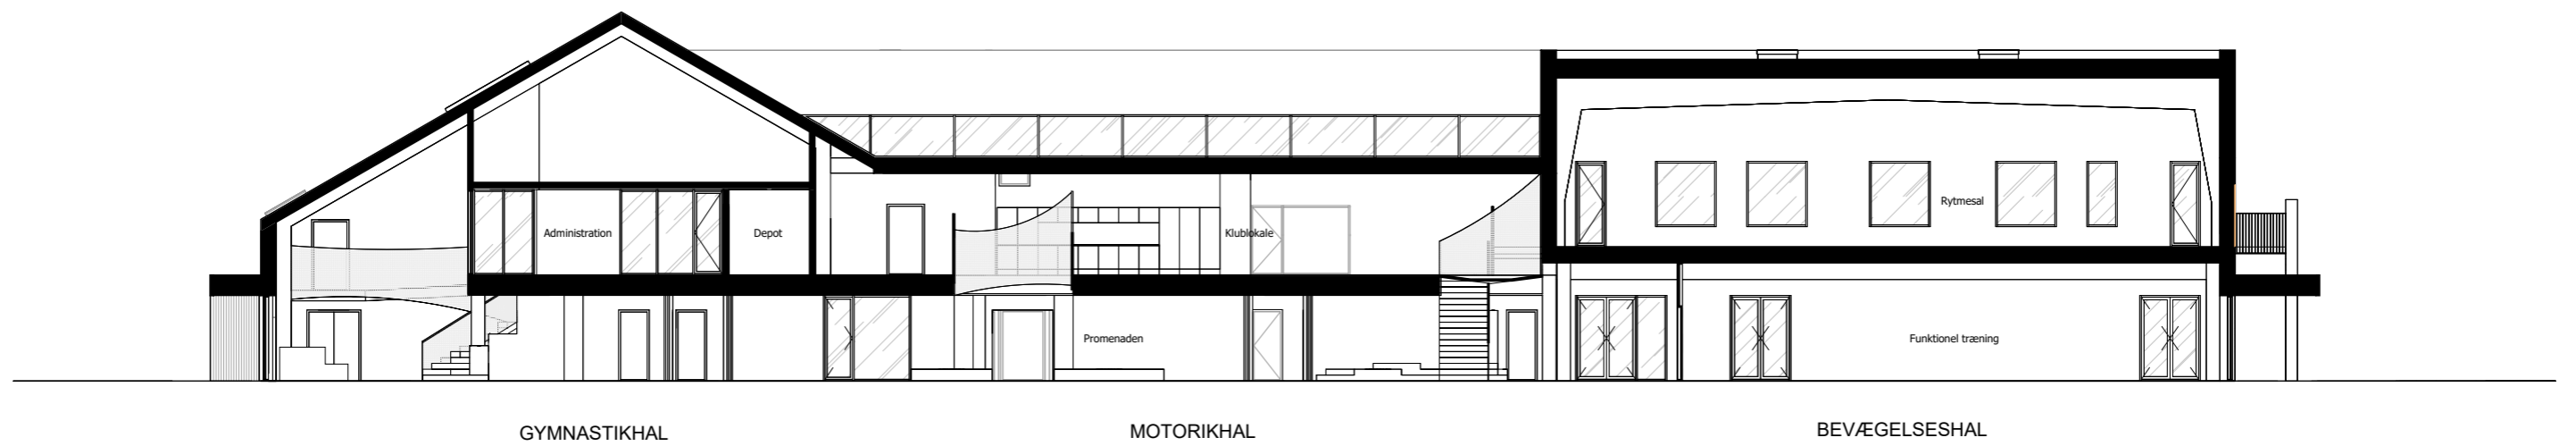 Administration
Depot
Klublokale
Rytmesal
Promenaden
Funktionel træning
GYMNASTIKHAL
MOTORIKHAL
BEVÆGELSESHAL